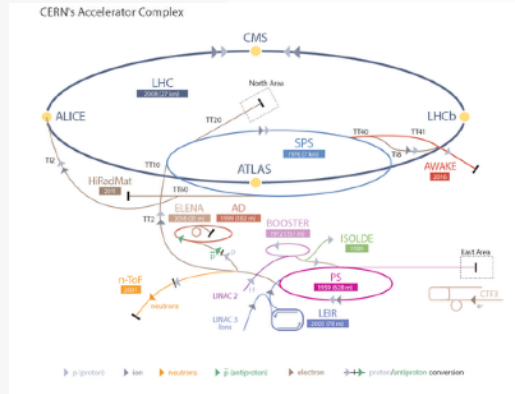 CERN's Accelerator Complex
CMS
North Area
LHC
2008 (27 km)
ALICE
TT20
LHCb
SPS
1976 (7 km)
TT40
TT41
TI8
TI2
TT10
ATLAS
AWAKE
2016
HiRadMat
2011
TT60
ELENA
AD
TT2
BOOSTER
ISOLDE
East Area
n-ToF
2001
PS
1959 (628 m)
LINAC 2
neutrons
CTF3
LINAC 3
Ions
LEIR
2005 (78 m)
p (proton)
ion
neutrons
p̄ (antiproton)
electron
proton/antiproton conversion